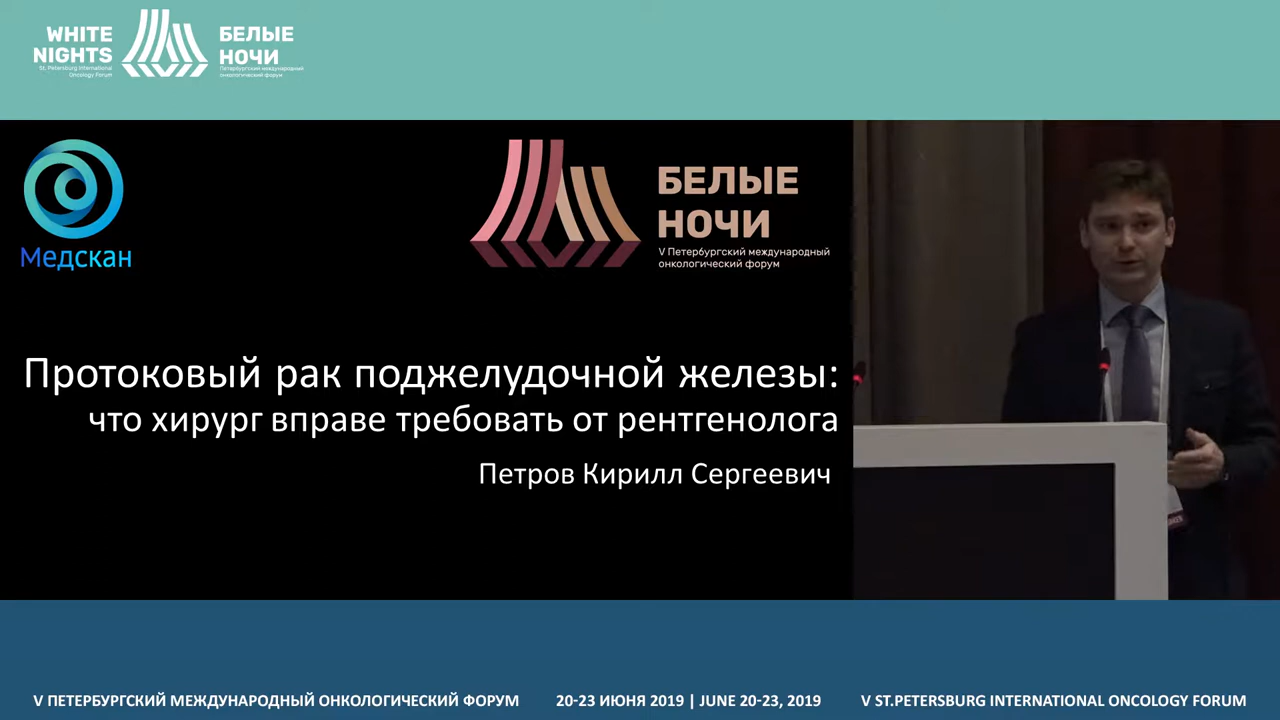 WHITE
NIGHTS
St. Petersburg International
Oncology Forum
БЕЛЫЕ
НОЧИ
Петербургский международный
онкологический форум
Медскан
БЕЛЫЕ
НОЧИ
V Петербургский международный
онкологический форум
Протоковый рак поджелудочной железы:
что хирург вправе требовать от рентгенолога
Петров Кирилл Сергеевич
V ПЕТЕРБУРГСКИЙ МЕЖДУНАРОДНЫЙ ОНКОЛОГИЧЕСКИЙ ФОРУМ
20-23 ИЮНЯ 2019 | JUNE 20-23, 2019
V ST.PETERSBURG INTERNATIONAL ONCOLOGY FORUM